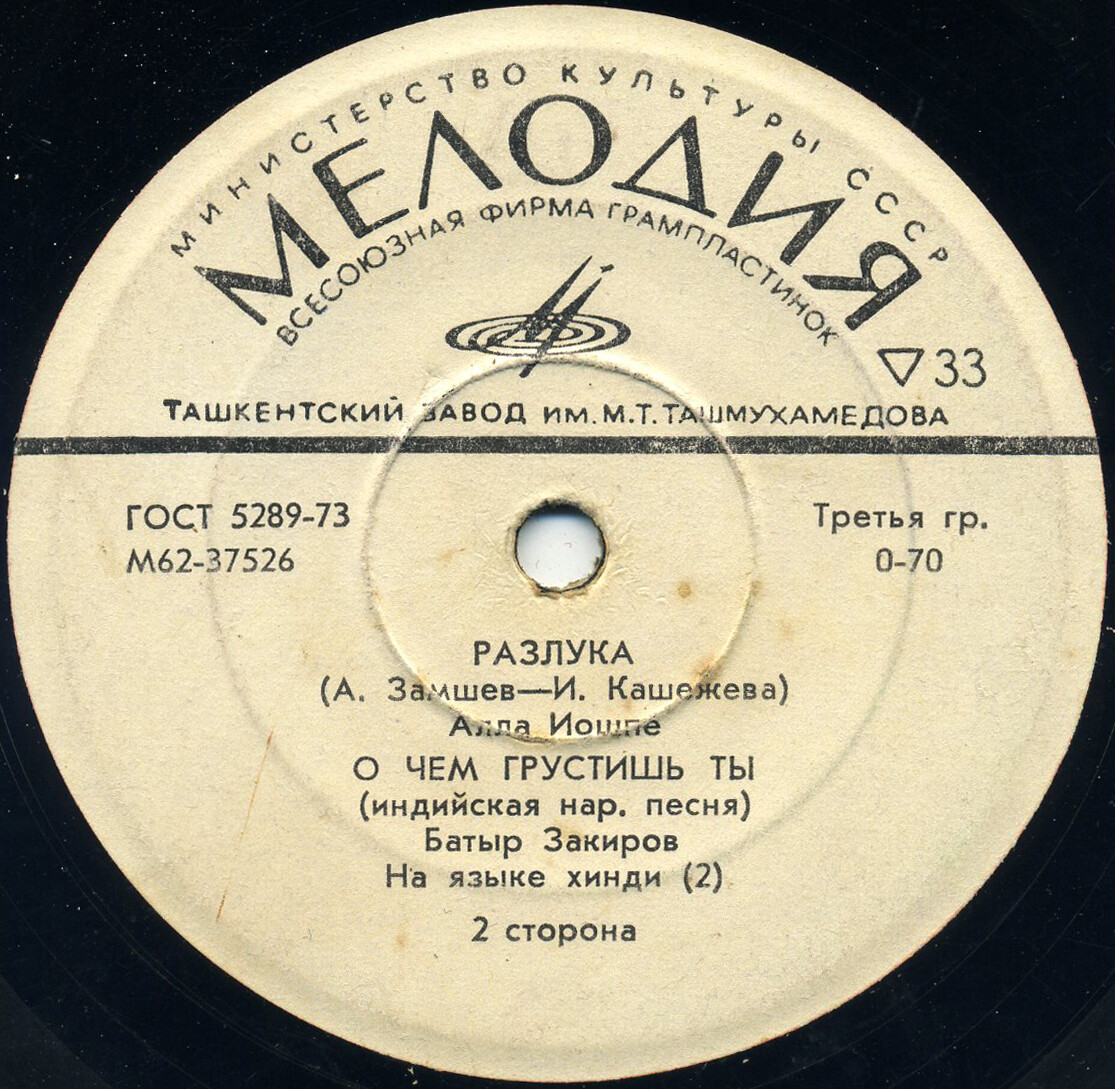 МИНИСТЕРСТВО КУЛЬТУРЫ СССР
МЕЛОДИЯ
ВСЕСОЮЗНАЯ ФИРМА ГРАМПЛАСТИНОК
33
ТАШКЕНТСКИЙ ЗАВОД ИМ. М.Т. ТАШМУХАМЕДОВА
ГОСТ 5289-73
М62-37526
Третья гр.
0-70
РАЗЛУКА
(А. Замшев—И. Кашежева)
Алла Иошпе
О ЧЕМ ГРУСТИШЬ ТЫ
(индийская нар. песня)
Батыр Закиров
На языке хинди (2)
2 сторона